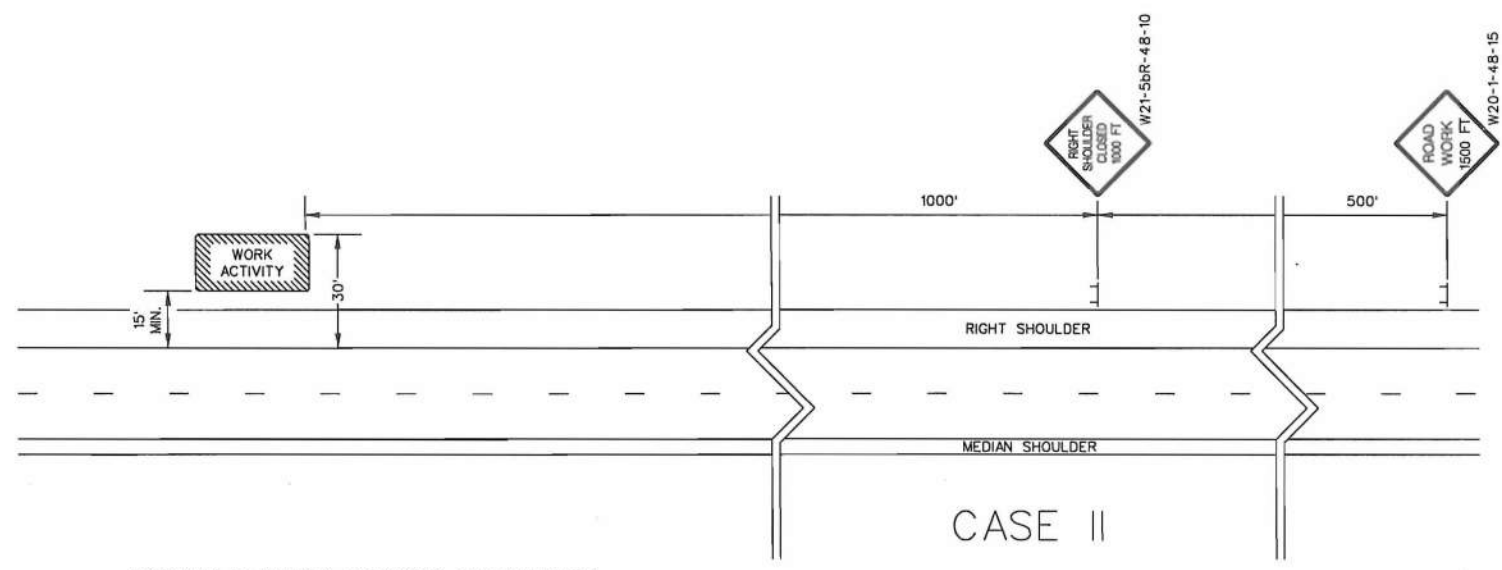 W21-5bR-48-10
W20-1-48-15
RIGHT
SHOULDER
CLOSED
1000 FT
ROAD
WORK
1500 FT
1000'
500'
WORK
ACTIVITY
30'
15'
MIN.
RIGHT SHOULDER
MEDIAN SHOULDER
CASE II